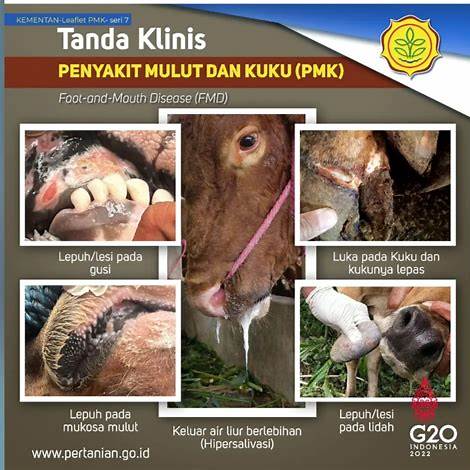 KEMENTAN-Leaflet PMK- seri 7
Tanda Klinis
PENYAKIT MULUT DAN KUKU (PMK)
Foot-and-Mouth Disease (FMD)
Lepuh/lesi pada
gusi
Luka pada Kuku dan
kukunya lepas
Lepuh pada
mukosa mulut
Keluar air liur berlebihan
(Hipersalivasi)
Lepuh/lesi
pada lidah
www.pertanian.go.id
G20
INDONESIA
2022